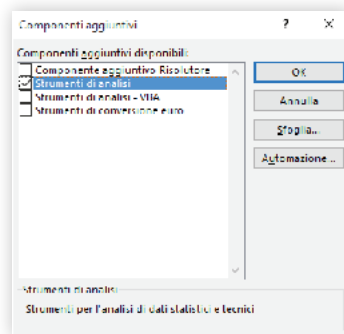 Componenti aggiuntivi ? ×
Componenti aggiuntivi disponibili:
Componente aggiuntivo Risolutore
Strumenti di analisi
Strumenti di analisi - VBA
Strumenti di conversione euro
OK
Annulla
Sfoglia...
Automazione...
Strumenti di analisi
Strumenti per l'analisi di dati statistici e tecnici